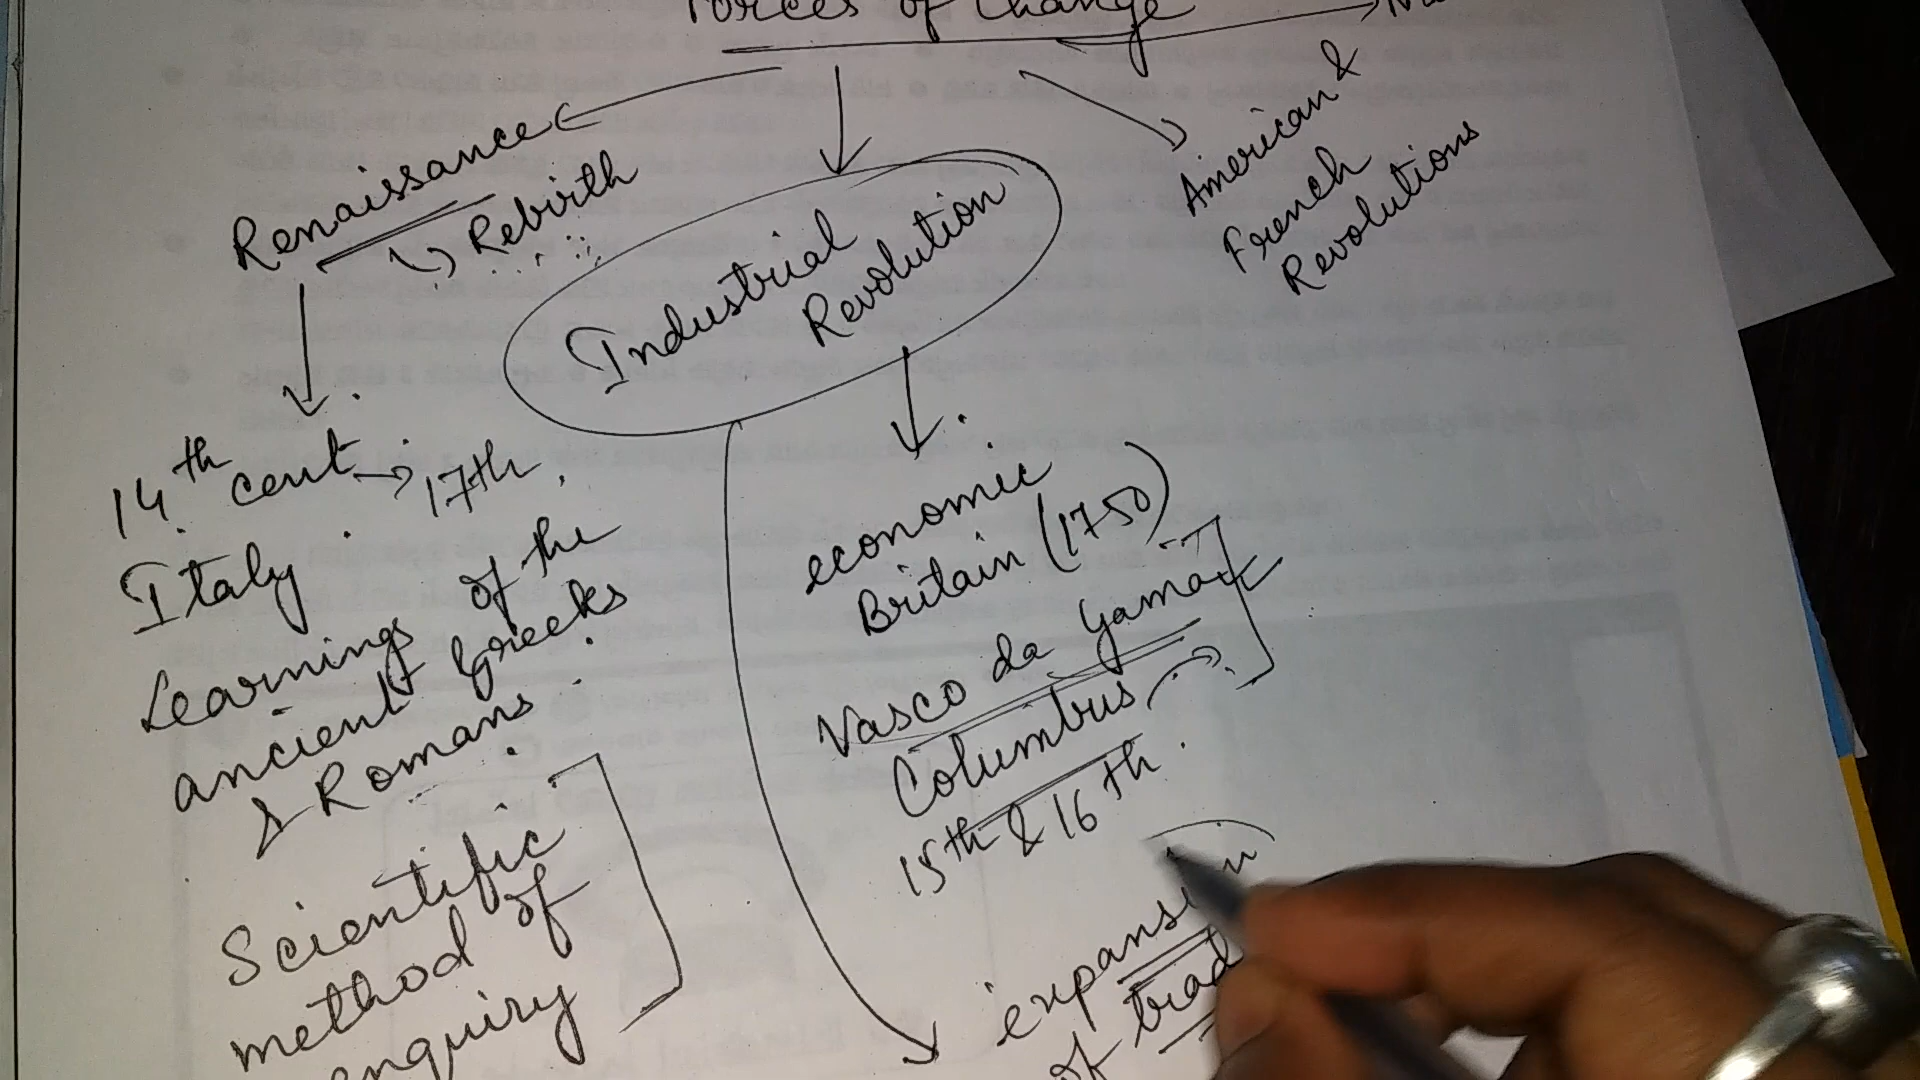 Forces of Change
Renaissance
Rebirth
14th cent → 17th
Italy
Learnings of the
ancient Greeks
& Romans
Scientific
method of
enquiry
Industrial
Revolution
economic
Britain (1750)
Vasco da Gama
Columbus
15th & 16th
expansion
of trad
American &
French
Revolutions